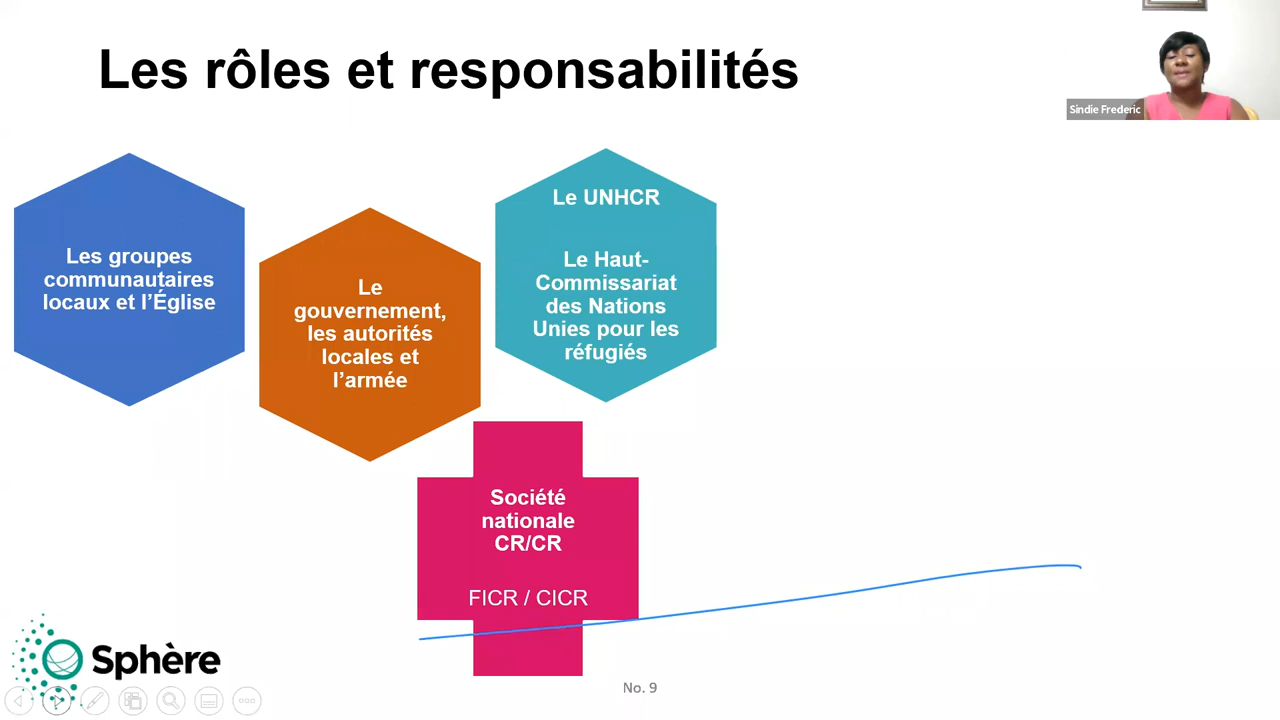 Les rôles et responsabilités
Sindie Frederic
Les groupes
communautaires
locaux et l'Église
Le
gouvernement,
les autorités
locales et
l'armée
Le UNHCR
Le Haut-
Commissariat
des Nations
Unies pour les
réfugiés
Société
nationale
CR/CR
FICR / CICR
Sphère
No. 9